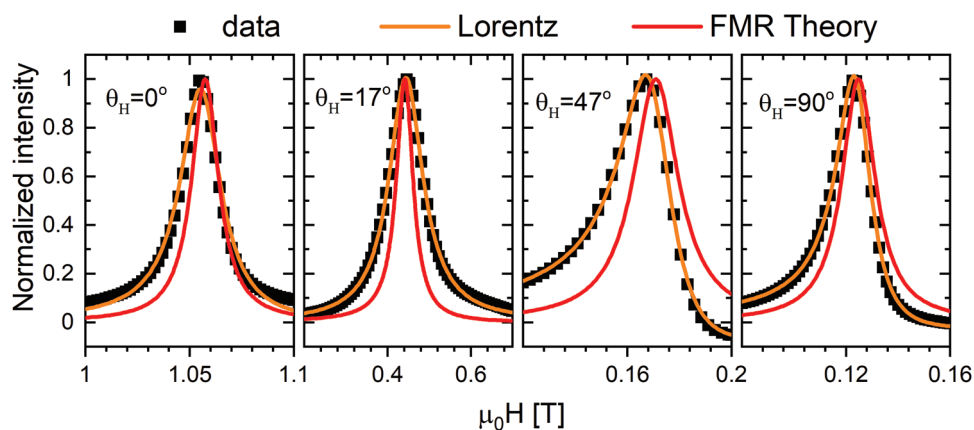 data Lorentz FMR Theory
Normalized intensity
1
0.8
0.6
0.4
0.2
0
θH=0° θH=17° θH=47° θH=90°
1 1.05 1.1 0.4 0.6 0.16 0.2 0.12 0.16
μ0H [T]